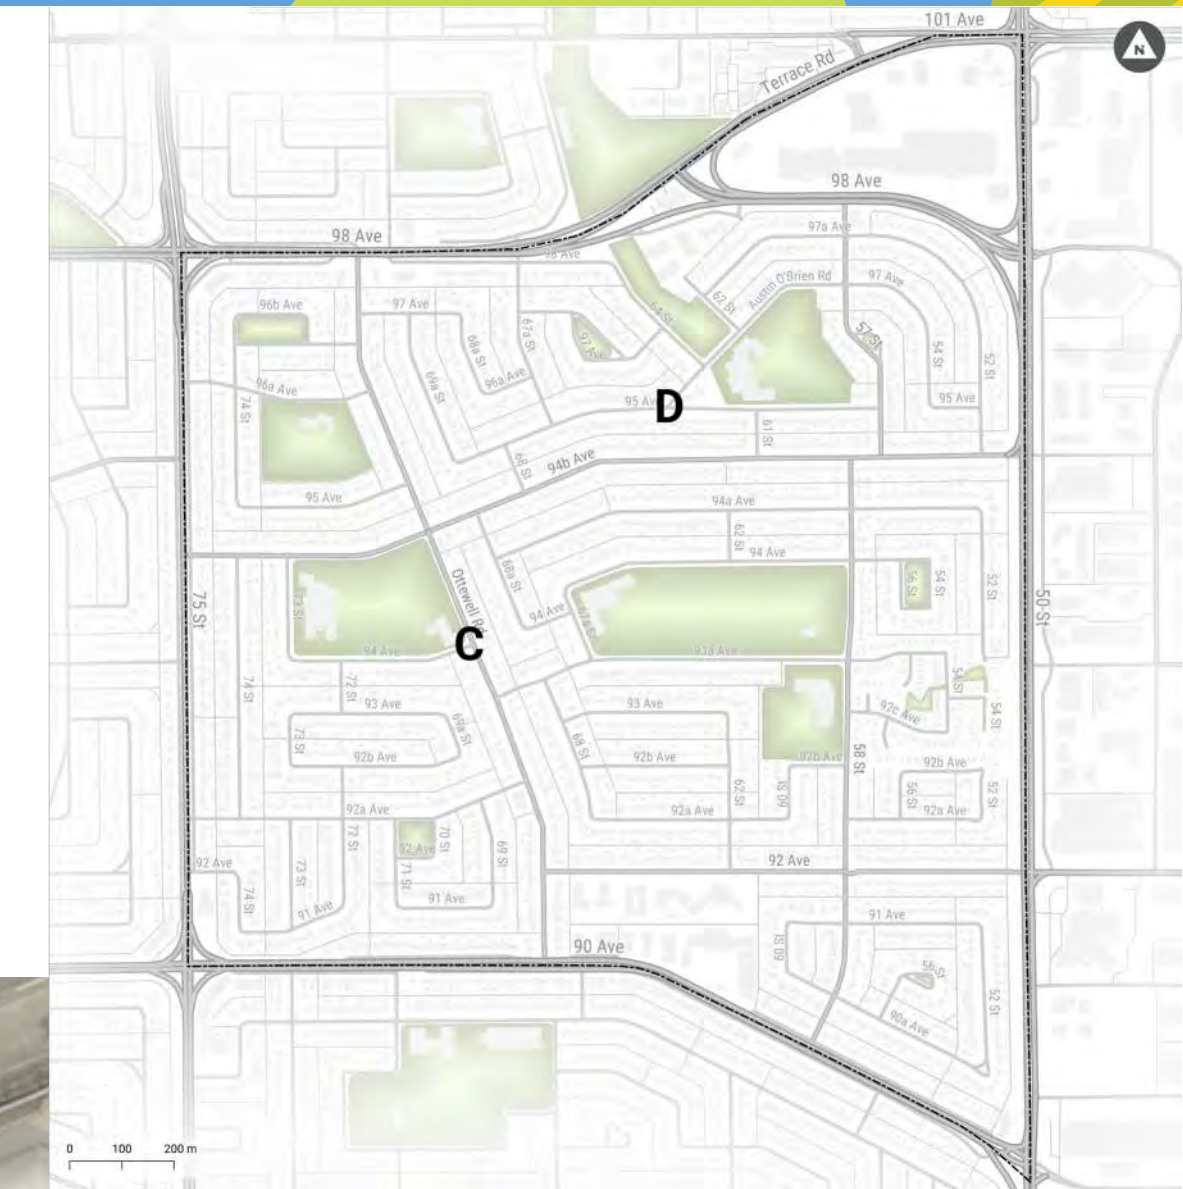 101 Ave
N
Terrace Rd
98 Ave
97a Ave
98 Ave
98 Ave
Austin O'Brien Rd
97 Ave
62 St
64 St
96b Ave
97 Ave
67a St
68a St
97 Ave
57 St
54 St
52 St
96a Ave
96a Ave
69a St
74 St
95 Ave
D
95 Ave
61 St
94b Ave
68 St
95 Ave
94a Ave
62 St
94 Ave
68a St
Ottewell Rd
56 St
54 St
52 St
75 St
73 St
94 Ave
67a St
50 St
C
94 Ave
93a Ave
54 St
74 St
72 St
93 Ave
93 Ave
92c Ave
54 St
69a St
73 St
68 St
92b Ave
92b Ave
92b Ave
58 St
92b Ave
62 St
60 St
56 St
52 St
92a Ave
92a Ave
92a Ave
72 St
70 St
92 Ave
69 St
92 Ave
92 Ave
73 St
71 St
74 St
91 Ave
91 Ave
91 Ave
90 Ave
60 St
56 St
52 St
90a Ave
0 100 200 m